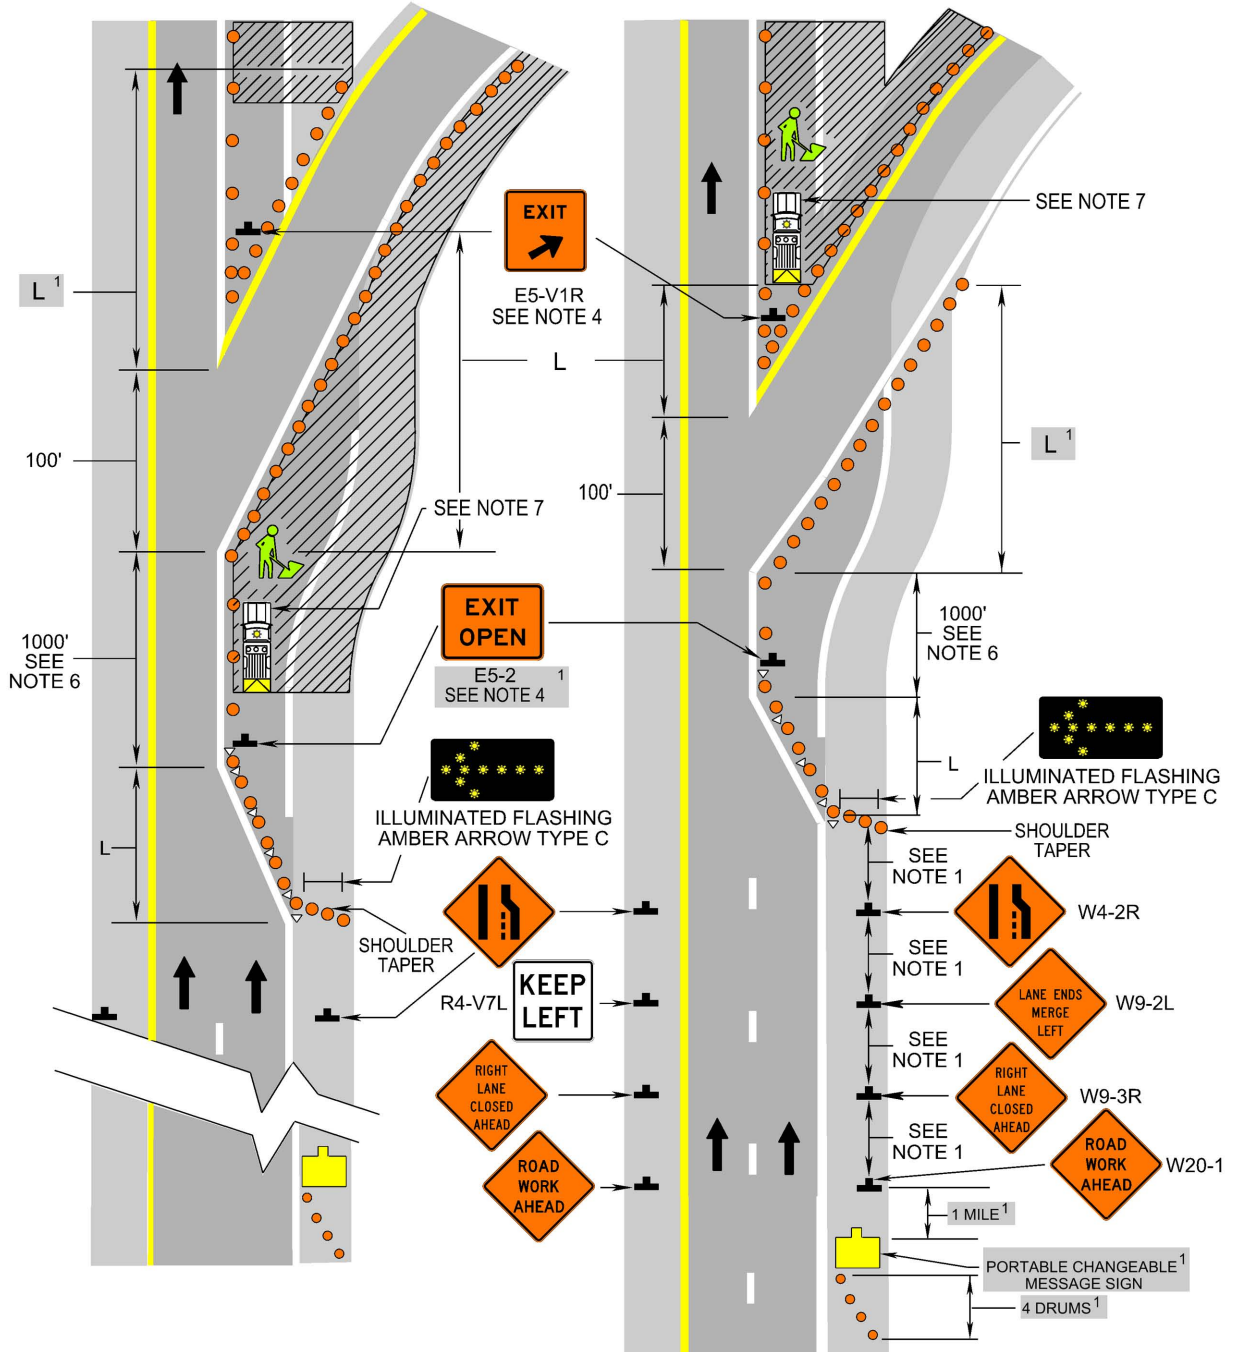 EXIT
E5-V1R
SEE NOTE 4
SEE NOTE 7
L 1
L
L 1
100'
100'
SEE NOTE 7
1000'
SEE
NOTE 6
EXIT
OPEN
E5-2 1
SEE NOTE 4
1000'
SEE
NOTE 6
L
L
ILLUMINATED FLASHING
AMBER ARROW TYPE C
ILLUMINATED FLASHING
AMBER ARROW TYPE C
SHOULDER
TAPER
SHOULDER
TAPER
SEE
NOTE 1
W4-2R
SEE
NOTE 1
R4-V7L
KEEP
LEFT
LANE ENDS
MERGE
LEFT
W9-2L
SEE
NOTE 1
RIGHT
LANE
CLOSED
AHEAD
RIGHT
LANE
CLOSED
AHEAD
W9-3R
SEE
NOTE 1
ROAD
WORK
AHEAD
ROAD
WORK
AHEAD
W20-1
1 MILE 1
PORTABLE CHANGEABLE 1
MESSAGE SIGN
4 DRUMS 1